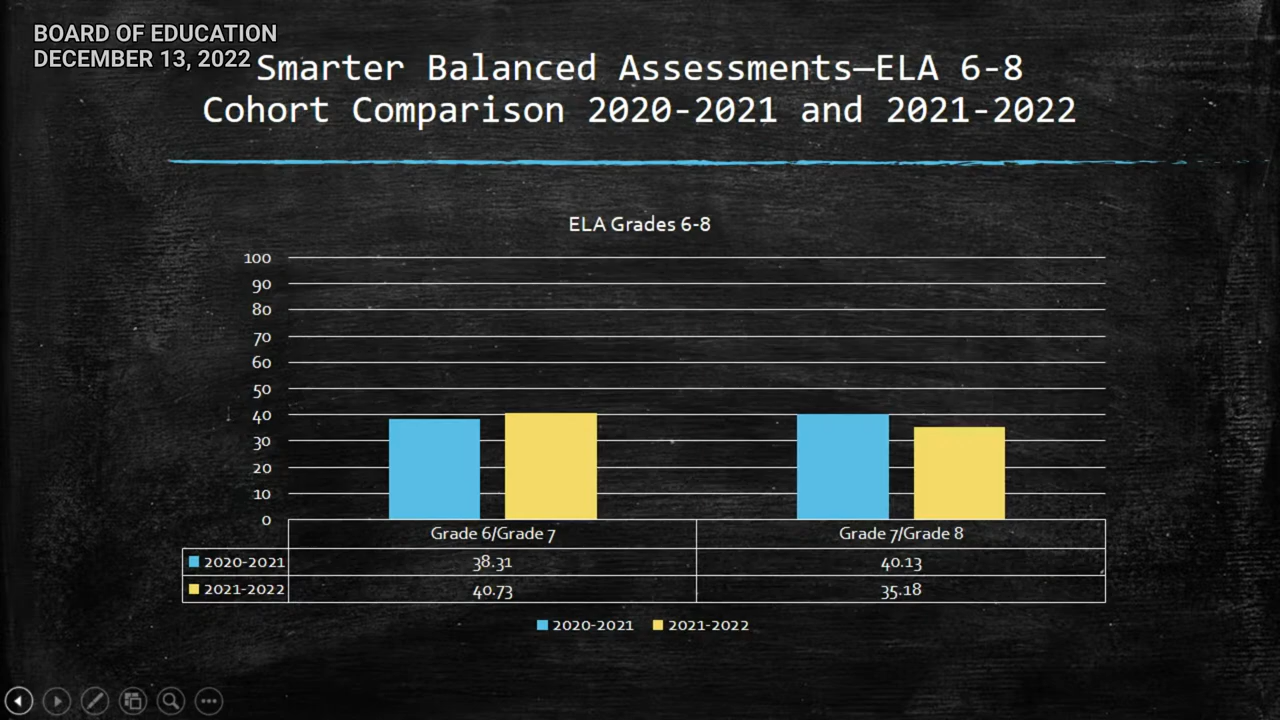 BOARD OF EDUCATION
DECEMBER 13, 2022
Smarter Balanced Assessments—ELA 6-8
Cohort Comparison 2020-2021 and 2021-2022
ELA Grades 6-8
100
90
80
70
60
50
40
30
20
10
0
Grade 6/Grade 7 Grade 7/Grade 8
2020-2021 38.31 40.13
2021-2022 40.73 35.18
2020-2021 2021-2022